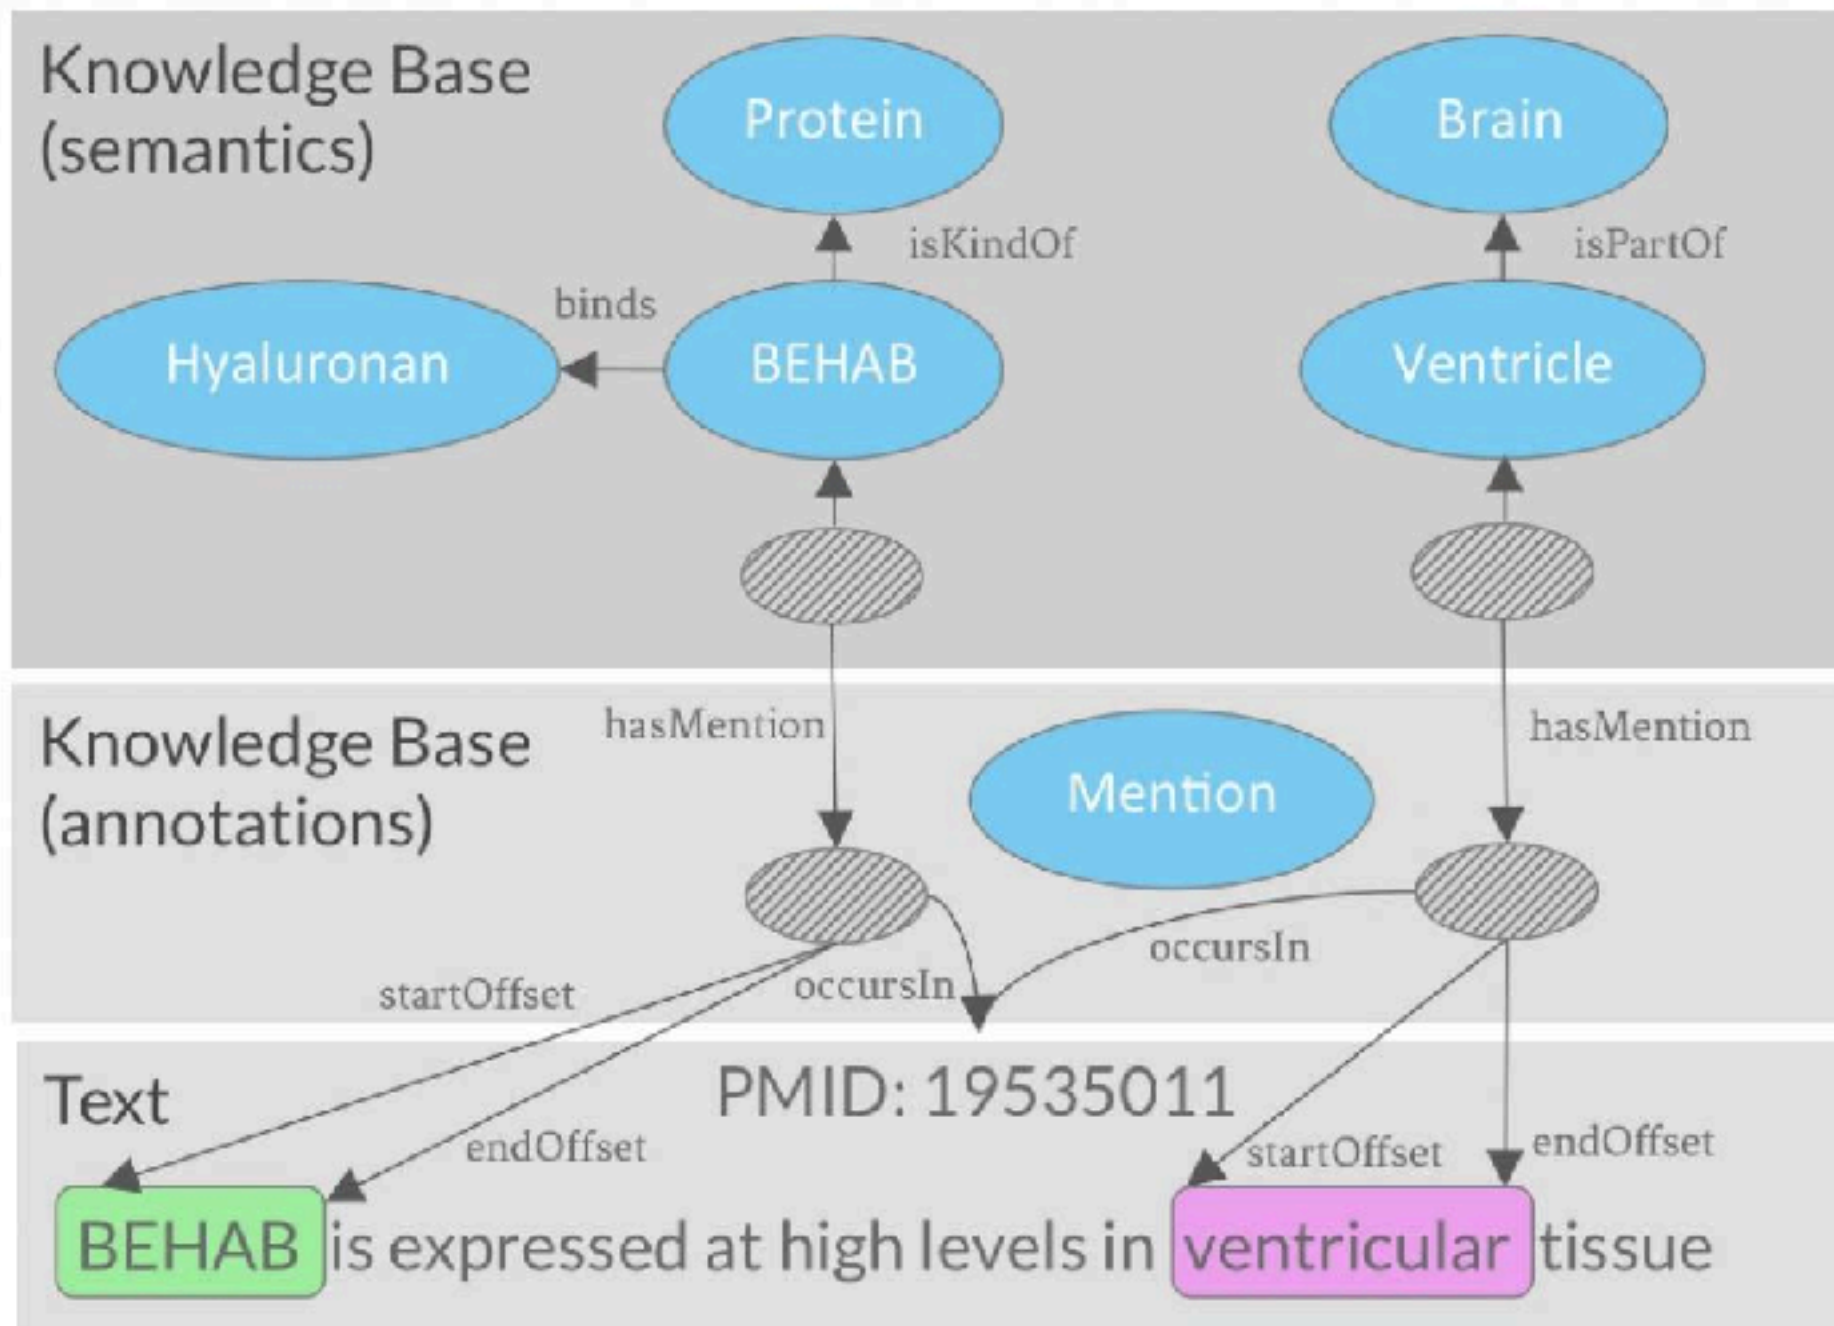 Knowledge Base
(semantics)
Protein
Brain
isKindOf
isPartOf
binds
Hyaluronan
BEHAB
Ventricle
Knowledge Base
(annotations)
hasMention
Mention
hasMention
startOffset
occursIn
occursIn
Text
PMID: 19535011
endOffset
startOffset
endOffset
BEHAB is expressed at high levels in ventricular tissue